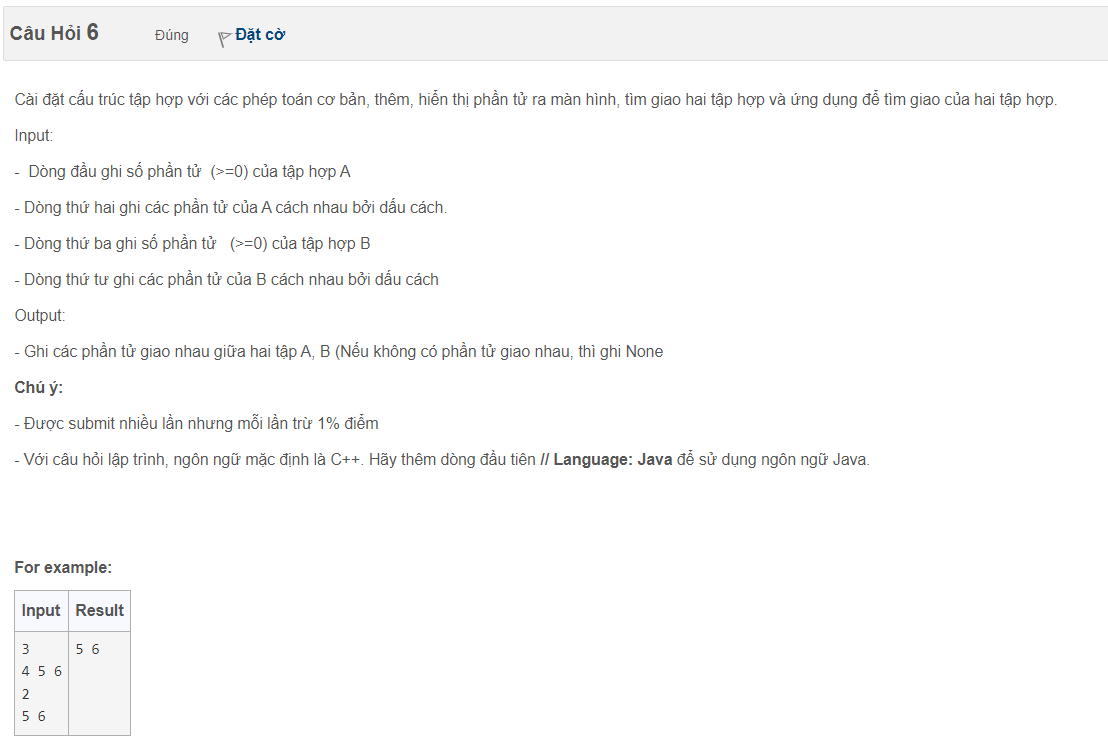 Câu Hỏi 6 Đúng Đặt cờ
Cài đặt cấu trúc tập hợp với các phép toán cơ bản, thêm, hiển thị phần tử ra màn hình, tìm giao hai tập hợp và ứng dụng để tìm giao của hai tập hợp.
Input:
- Dòng đầu ghi số phần tử (>=0) của tập hợp A
- Dòng thứ hai ghi các phần tử của A cách nhau bởi dấu cách.
- Dòng thứ ba ghi số phần tử (>=0) của tập hợp B
- Dòng thứ tư ghi các phần tử của B cách nhau bởi dấu cách
Output:
- Ghi các phần tử giao nhau giữa hai tập A, B (Nếu không có phần tử giao nhau, thì ghi None
Chú ý:
- Được submit nhiều lần nhưng mỗi lần trừ 1% điểm
- Với câu hỏi lập trình, ngôn ngữ mặc định là C++. Hãy thêm dòng đầu tiên // Language: Java để sử dụng ngôn ngữ Java.
For example:
Input Result
3 5 6
4 5 6
2
5 6